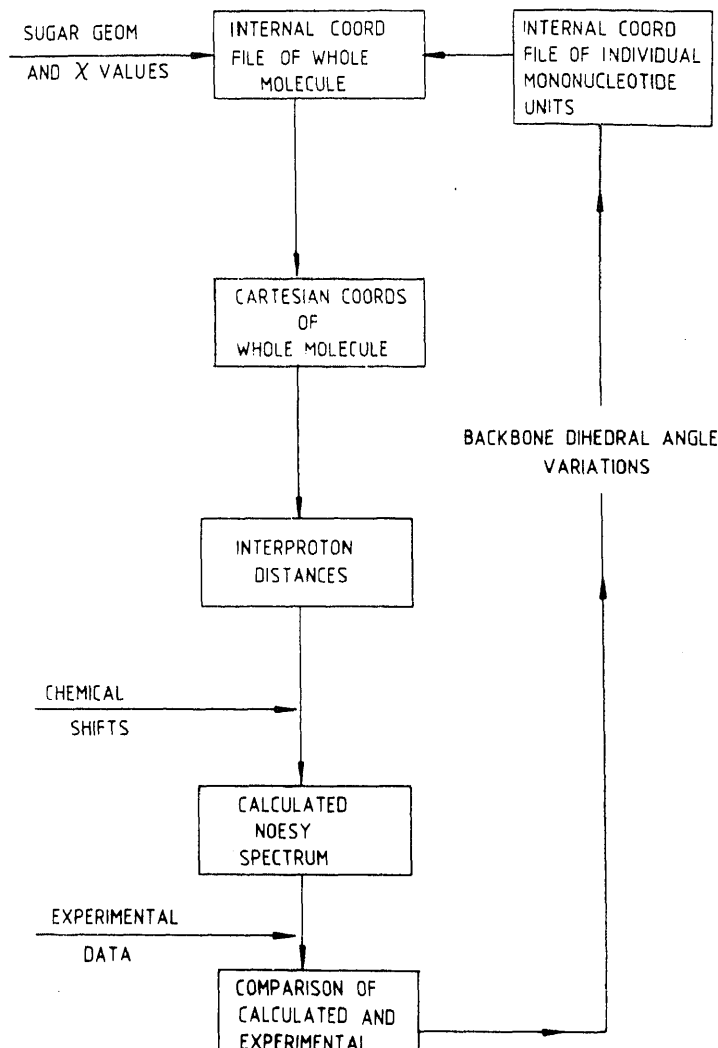 SUGAR GEOM
AND X VALUES
INTERNAL COORD
FILE OF WHOLE
MOLECULE
INTERNAL COORD
FILE OF INDIVIDUAL
MONONUCLEOTIDE
UNITS
CARTESIAN COORDS
OF
WHOLE MOLECULE
BACKBONE DIHEDRAL ANGLE
VARIATIONS
INTERPROTON
DISTANCES
CHEMICAL
SHIFTS
CALCULATED
NOESY
SPECTRUM
EXPERIMENTAL
DATA
COMPARISON OF
CALCULATED AND
EXPERIMENTAL